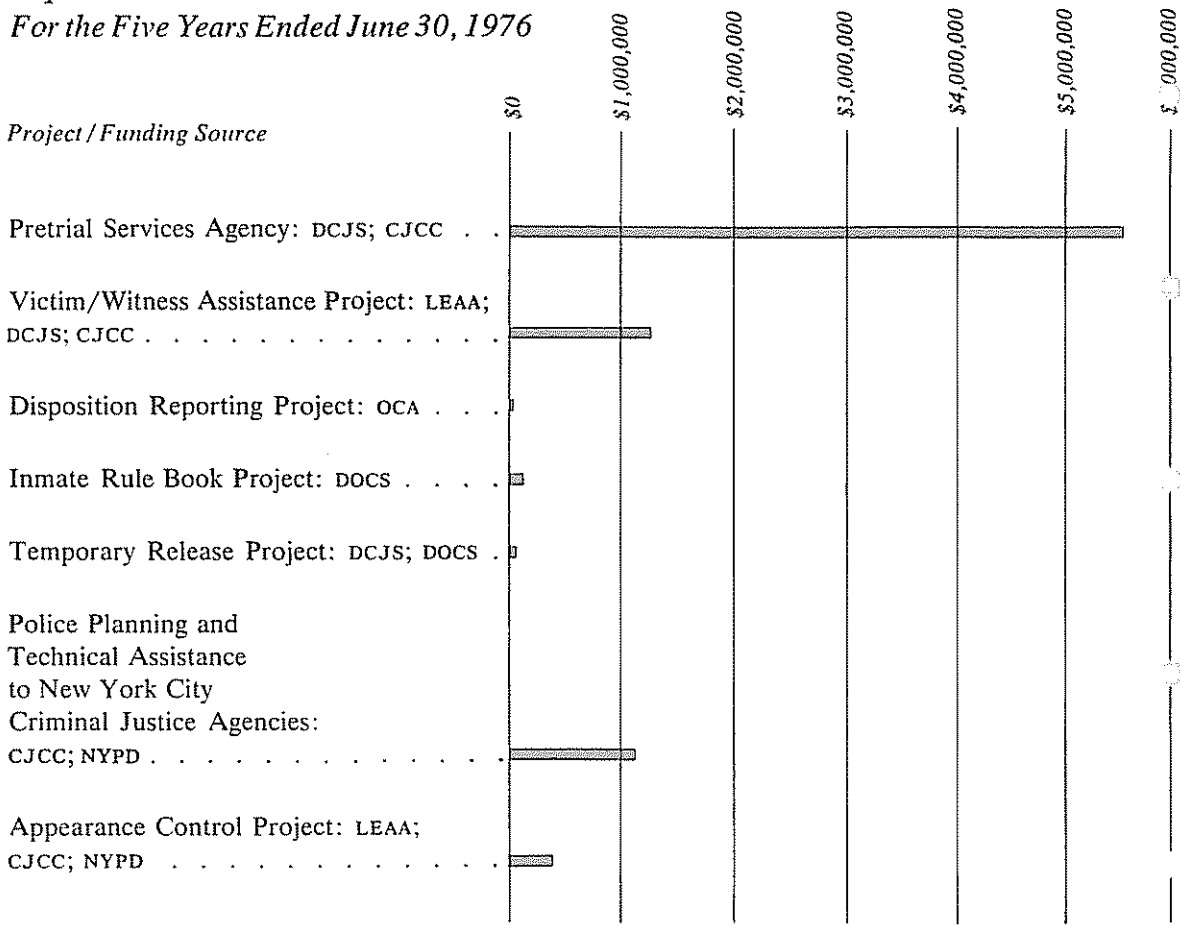 For the Five Years Ended June 30, 1976
$0
$1,000,000
$2,000,000
$3,000,000
$4,000,000
$5,000,000
000,000
Project / Funding Source
Pretrial Services Agency: DCJS; CJCC . .
Victim/Witness Assistance Project: LEAA;
DCJS; CJCC . . . . . . . . . . . . .
Disposition Reporting Project: OCA . . .
Inmate Rule Book Project: DOCS . . . .
Temporary Release Project: DCJS; DOCS .
Police Planning and
Technical Assistance
to New York City
Criminal Justice Agencies:
CJCC; NYPD . . . . . . . . . . . . .
Appearance Control Project: LEAA;
CJCC; NYPD . . . . . . . . . . . .